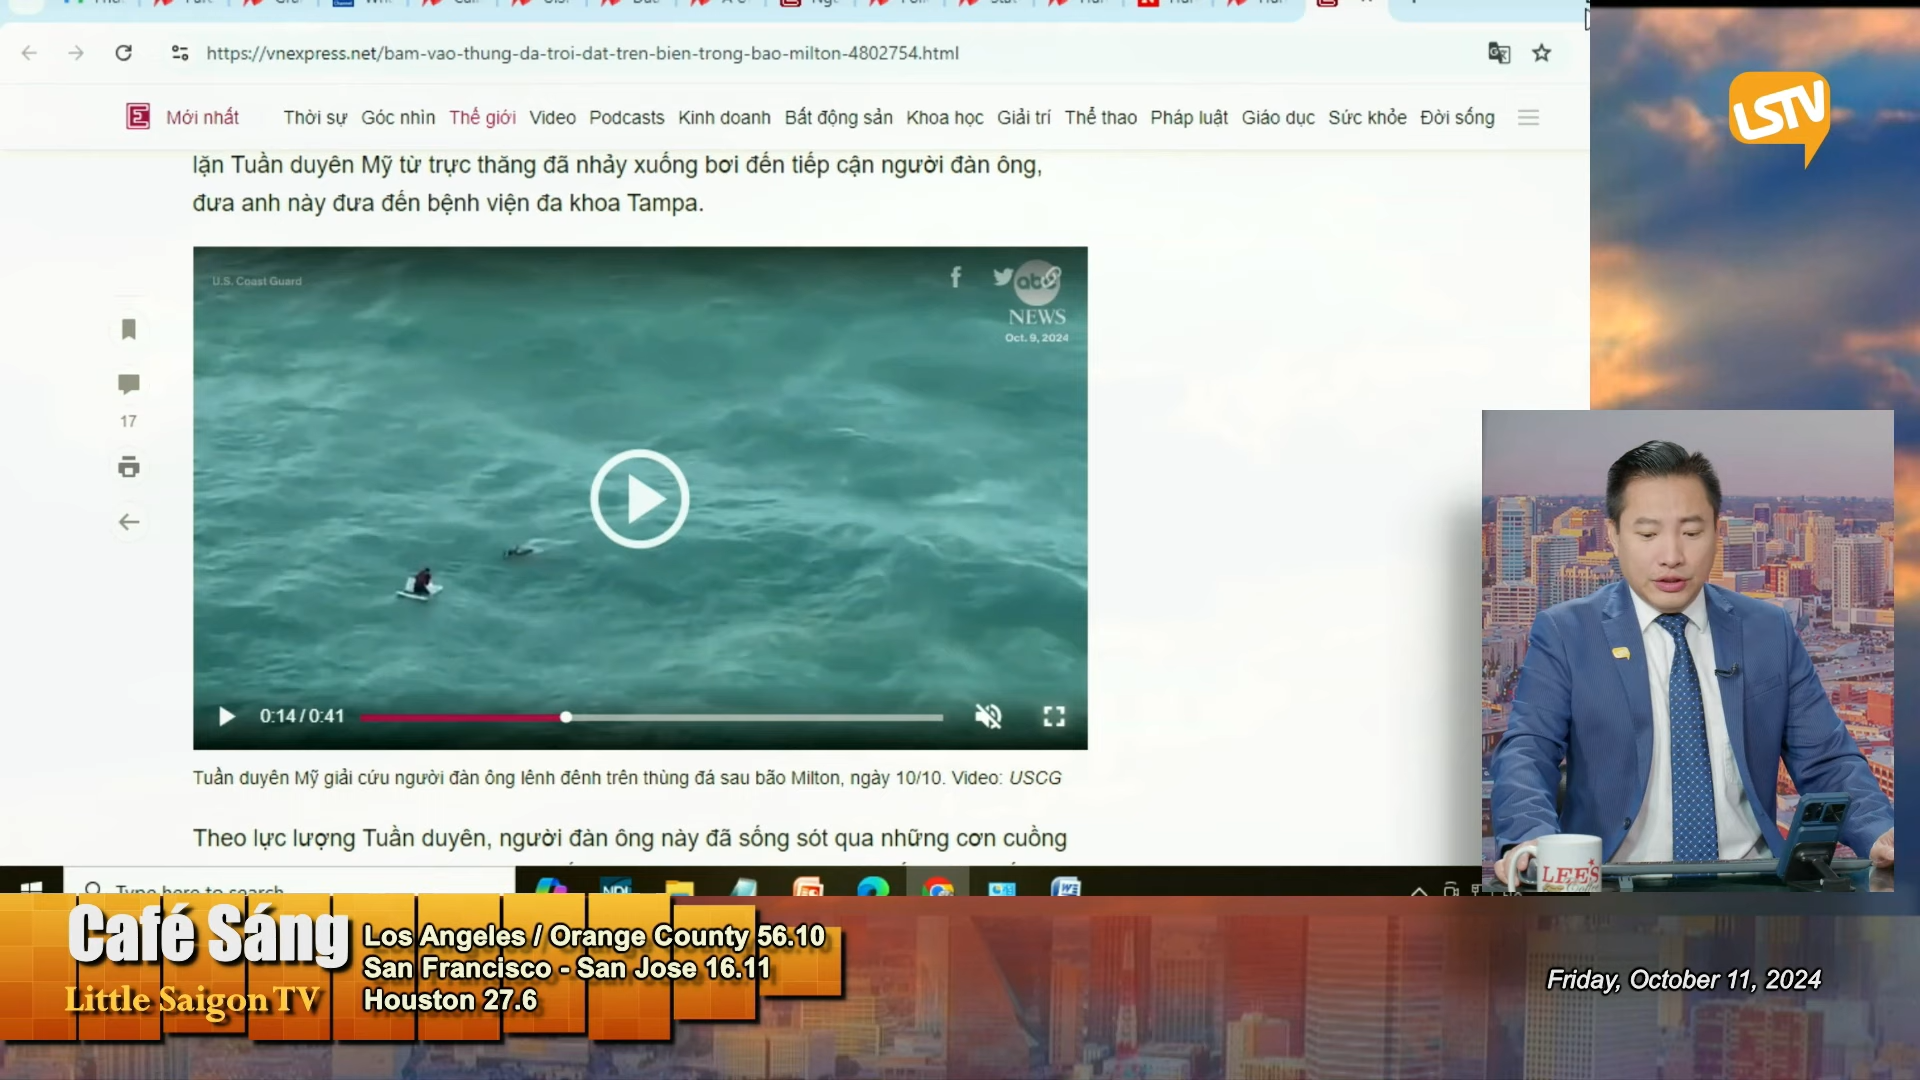 https://vnexpress.net/bam-vao-thung-da-troi-dat-tren-bien-trong-bao-milton-4802754.html
LSTV
Mới nhất Thời sự Góc nhìn Thế giới Video Podcasts Kinh doanh Bất động sản Khoa học Giải trí Thể thao Pháp luật Giáo dục Sức khỏe Đời sống
lặn Tuần duyên Mỹ từ trực thăng đã nhảy xuống bơi đến tiếp cận người đàn ông,
đưa anh này đưa đến bệnh viện đa khoa Tampa.
U.S. Coast Guard
abc
NEWS
Oct. 9, 2024
17
0:14 / 0:41
Tuần duyên Mỹ giải cứu người đàn ông lênh đênh trên thùng đá sau bão Milton, ngày 10/10. Video: USCG
Theo lực lượng Tuần duyên, người đàn ông này đã sống sót qua những cơn cuồng
LEE'S
Type here to search
Café Sáng
Little Saigon TV
Los Angeles / Orange County 56.10
San Francisco - San Jose 16.11
Houston 27.6
Friday, October 11, 2024